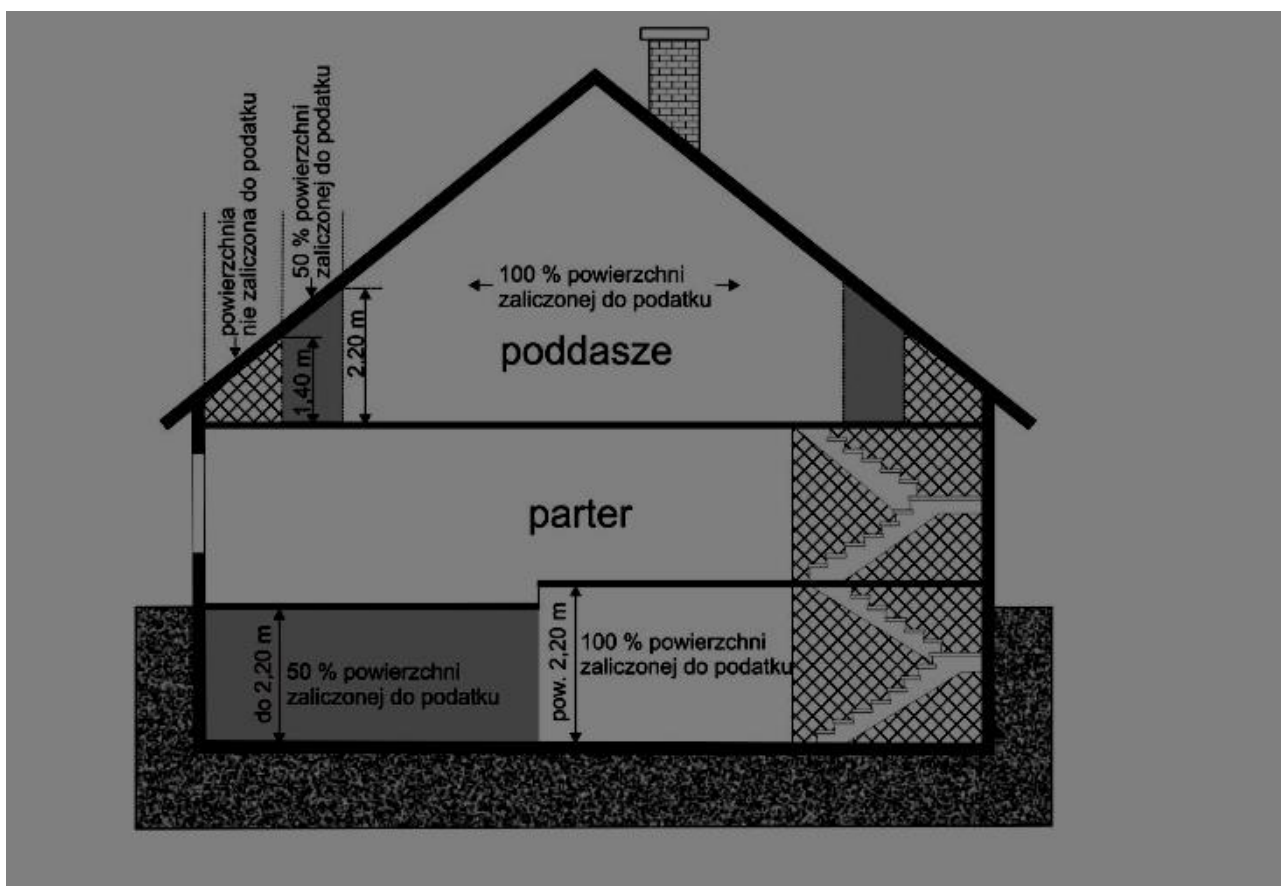 powierzchnia
nie zaliczona do podatku
50 % powierzchni
zaliczonej do podatku
100 % powierzchni
zaliczonej do podatku
poddasze
1,40 m
2,20 m
parter
do 2,20 m
50 % powierzchni
zaliczonej do podatku
pow. 2,20 m
100 % powierzchni
zaliczonej do podatku